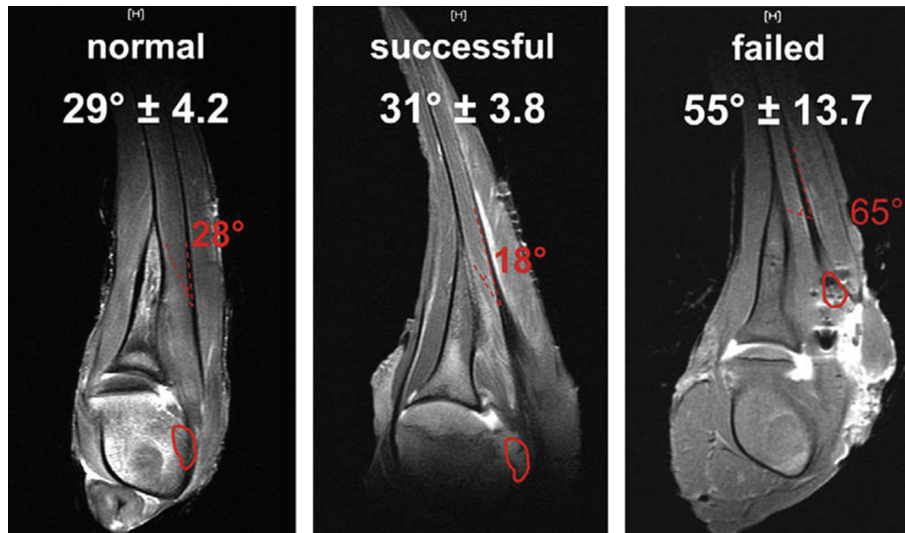 [H]
normal
29° ± 4.2
28°
[H]
successful
31° ± 3.8
18°
[H]
failed
55° ± 13.7
65°